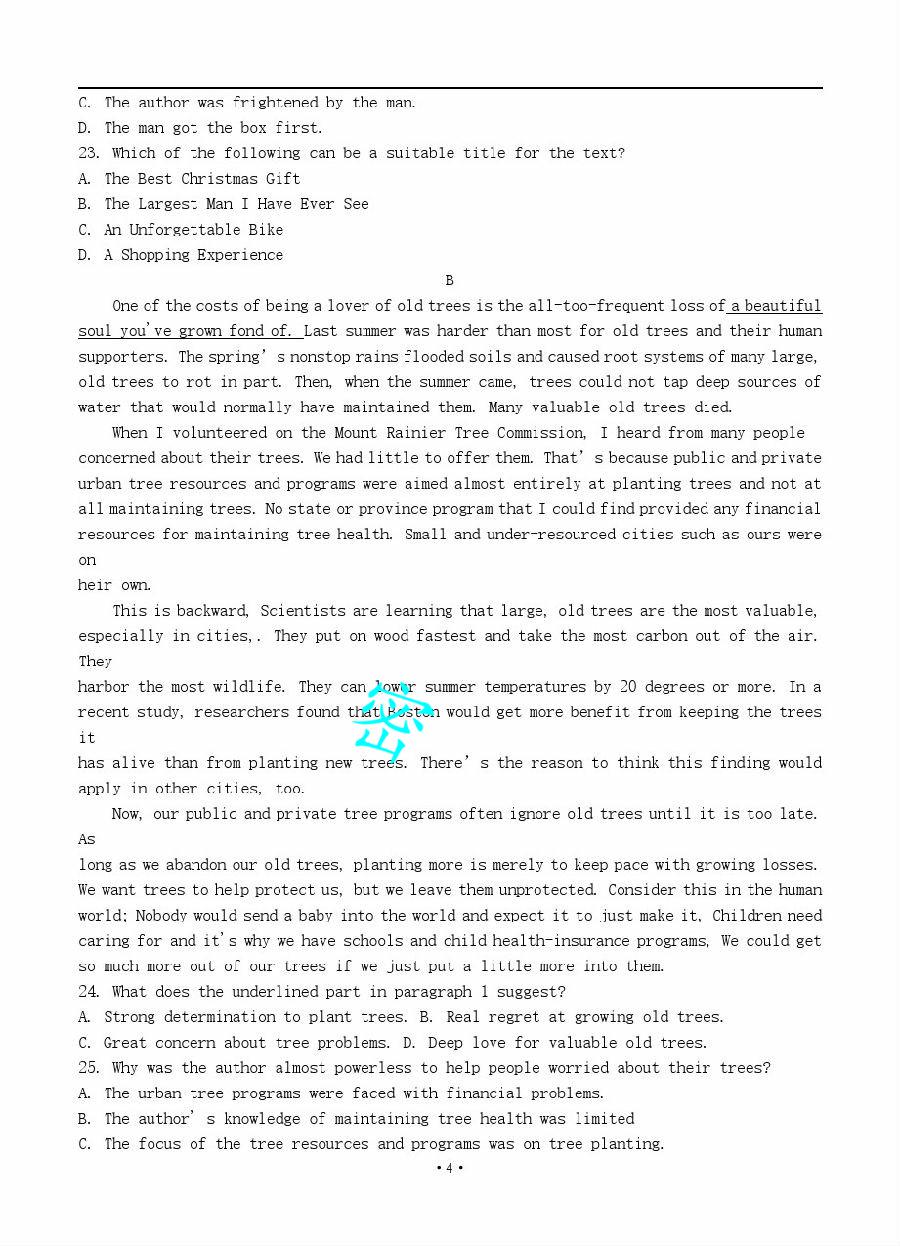 C. The author was frightened by the man.
D. The man got the box first.
23. Which of the following can be a suitable title for the text?
A. The Best Christmas Gift
B. The Largest Man I Have Ever See
C. An Unforgettable Bike
D. A Shopping Experience
B
One of the costs of being a lover of old trees is the all-too-frequent loss of a beautiful
soul you've grown fond of. Last summer was harder than most for old trees and their human
supporters. The spring's nonstop rains flooded soils and caused root systems of many large,
old trees to rot in part. Then, when the summer came, trees could not tap deep sources of
water that would normally have maintained them. Many valuable old trees died.
When I volunteered on the Mount Rainier Tree Commission, I heard from many people
concerned about their trees. We had little to offer them. That's because public and private
urban tree resources and programs were aimed almost entirely at planting trees and not at
all maintaining trees. No state or province program that I could find provided any financial
resources for maintaining tree health. Small and under-resourced cities such as ours were
on
heir own.
This is backward, Scientists are learning that large, old trees are the most valuable,
especially in cities,. They put on wood fastest and take the most carbon out of the air.
They
harbor the most wildlife. They can lower summer temperatures by 20 degrees or more. In a
recent study, researchers found that Boston would get more benefit from keeping the trees
it
has alive than from planting new trees. There's the reason to think this finding would
apply in other cities, too.
Now, our public and private tree programs often ignore old trees until it is too late.
As
long as we abandon our old trees, planting more is merely to keep pace with growing losses.
We want trees to help protect us, but we leave them unprotected. Consider this in the human
world; Nobody would send a baby into the world and expect it to just make it, Children need
caring for and it's why we have schools and child health-insurance programs, We could get
so much more out of our trees if we just put a little more into them.
24. What does the underlined part in paragraph 1 suggest?
A. Strong determination to plant trees. B. Real regret at growing old trees.
C. Great concern about tree problems. D. Deep love for valuable old trees.
25. Why was the author almost powerless to help people worried about their trees?
A. The urban tree programs were faced with financial problems.
B. The author's knowledge of maintaining tree health was limited
C. The focus of the tree resources and programs was on tree planting.
密
•4•